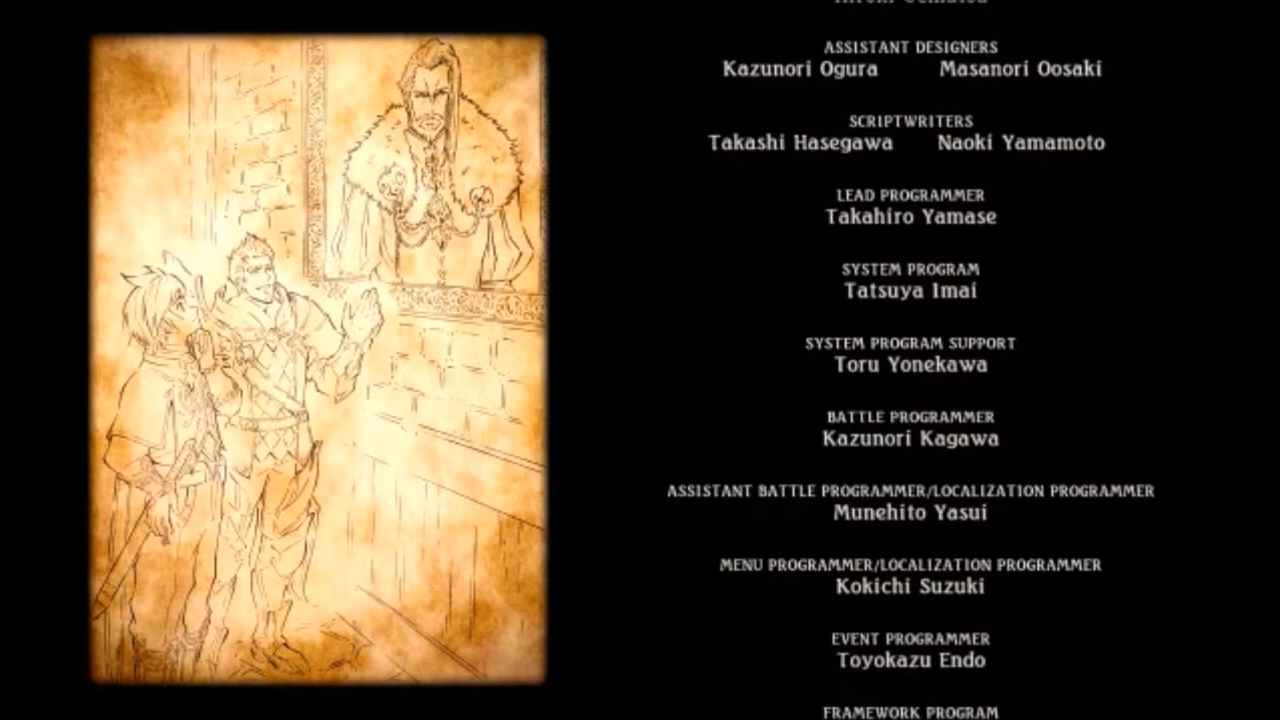 ASSISTANT DESIGNERS
Kazunori Ogura Masanori Oosaki
SCRIPTWRITERS
Takashi Hasegawa Naoki Yamamoto
LEAD PROGRAMMER
Takahiro Yamase
SYSTEM PROGRAM
Tatsuya Imai
SYSTEM PROGRAM SUPPORT
Toru Yonekawa
BATTLE PROGRAMMER
Kazunori Kagawa
ASSISTANT BATTLE PROGRAMMER/LOCALIZATION PROGRAMMER
Munehito Yasui
MENU PROGRAMMER/LOCALIZATION PROGRAMMER
Kokichi Suzuki
EVENT PROGRAMMER
Toyokazu Endo
FRAMEWORK PROGRAM